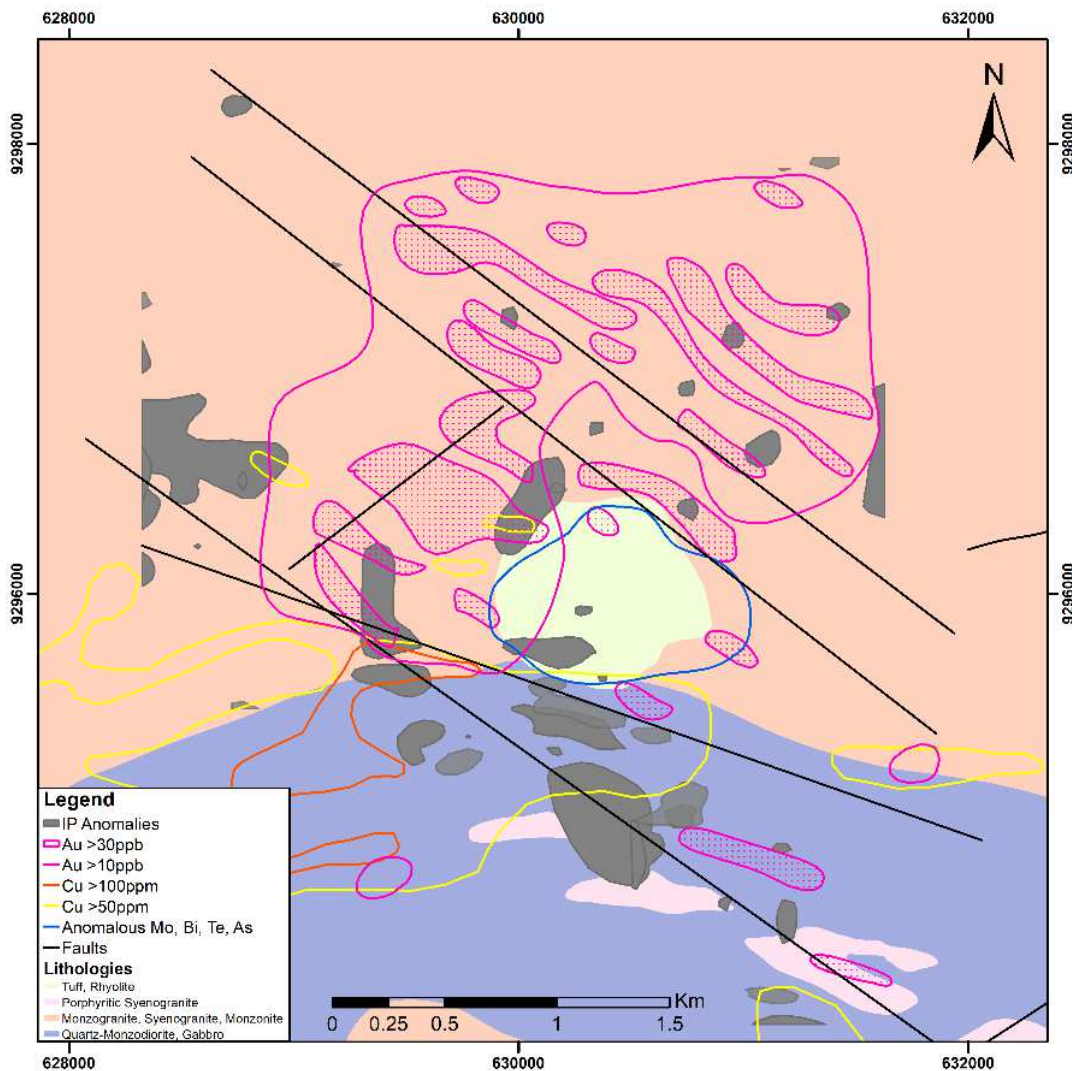 628000
630000
632000
N
9298000
9298000
9296000
9296000
Legend
IP Anomalies
Au >30ppb
Au >10ppb
Cu >100ppm
Cu >50ppm
Anomalous Mo, Bi, Te, As
Faults
Lithologies
Tuff, Rhyolite
Porphyritic Syenogranite
Monzogranite, Syenogranite, Monzonite
Quartz-Monzodiorite, Gabbro
Km
0 0.25 0.5 1 1.5
628000
630000
632000